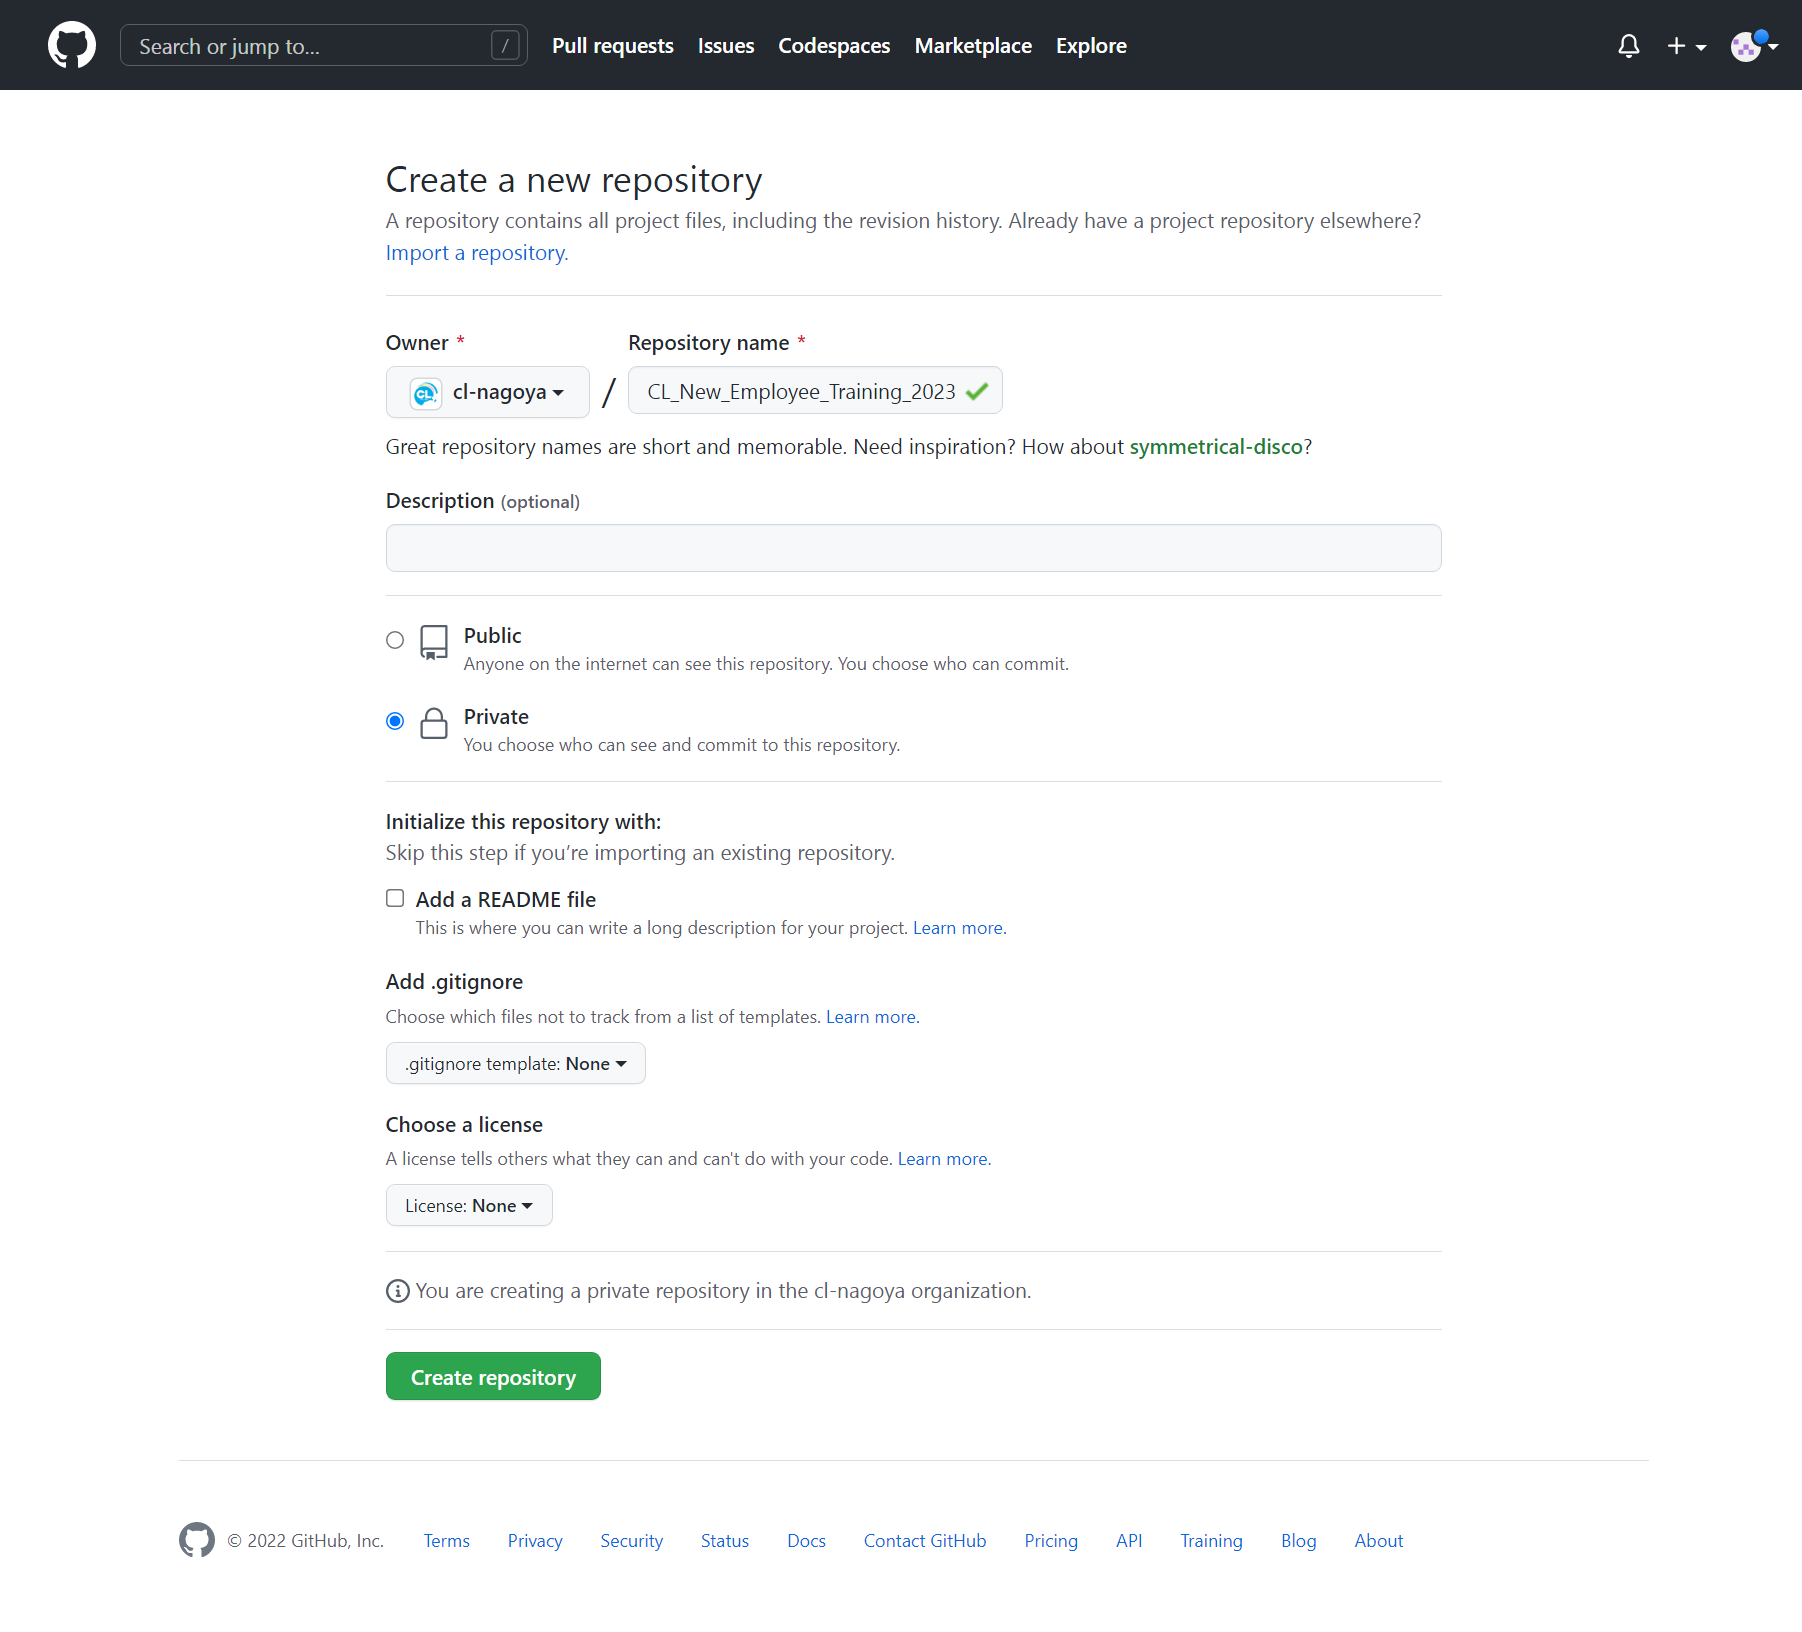 Search or jump to... /
Pull requests Issues Codespaces Marketplace Explore
Create a new repository
A repository contains all project files, including the revision history. Already have a project repository elsewhere?
Import a repository.
Owner * Repository name *
CL cl-nagoya / CL_New_Employee_Training_2023
Great repository names are short and memorable. Need inspiration? How about symmetrical-disco?
Description (optional)
Public
Anyone on the internet can see this repository. You choose who can commit.
Private
You choose who can see and commit to this repository.
Initialize this repository with:
Skip this step if you’re importing an existing repository.
Add a README file
This is where you can write a long description for your project. Learn more.
Add .gitignore
Choose which files not to track from a list of templates. Learn more.
.gitignore template: None
Choose a license
A license tells others what they can and can't do with your code. Learn more.
License: None
You are creating a private repository in the cl-nagoya organization.
Create repository
© 2022 GitHub, Inc. Terms Privacy Security Status Docs Contact GitHub Pricing API Training Blog About